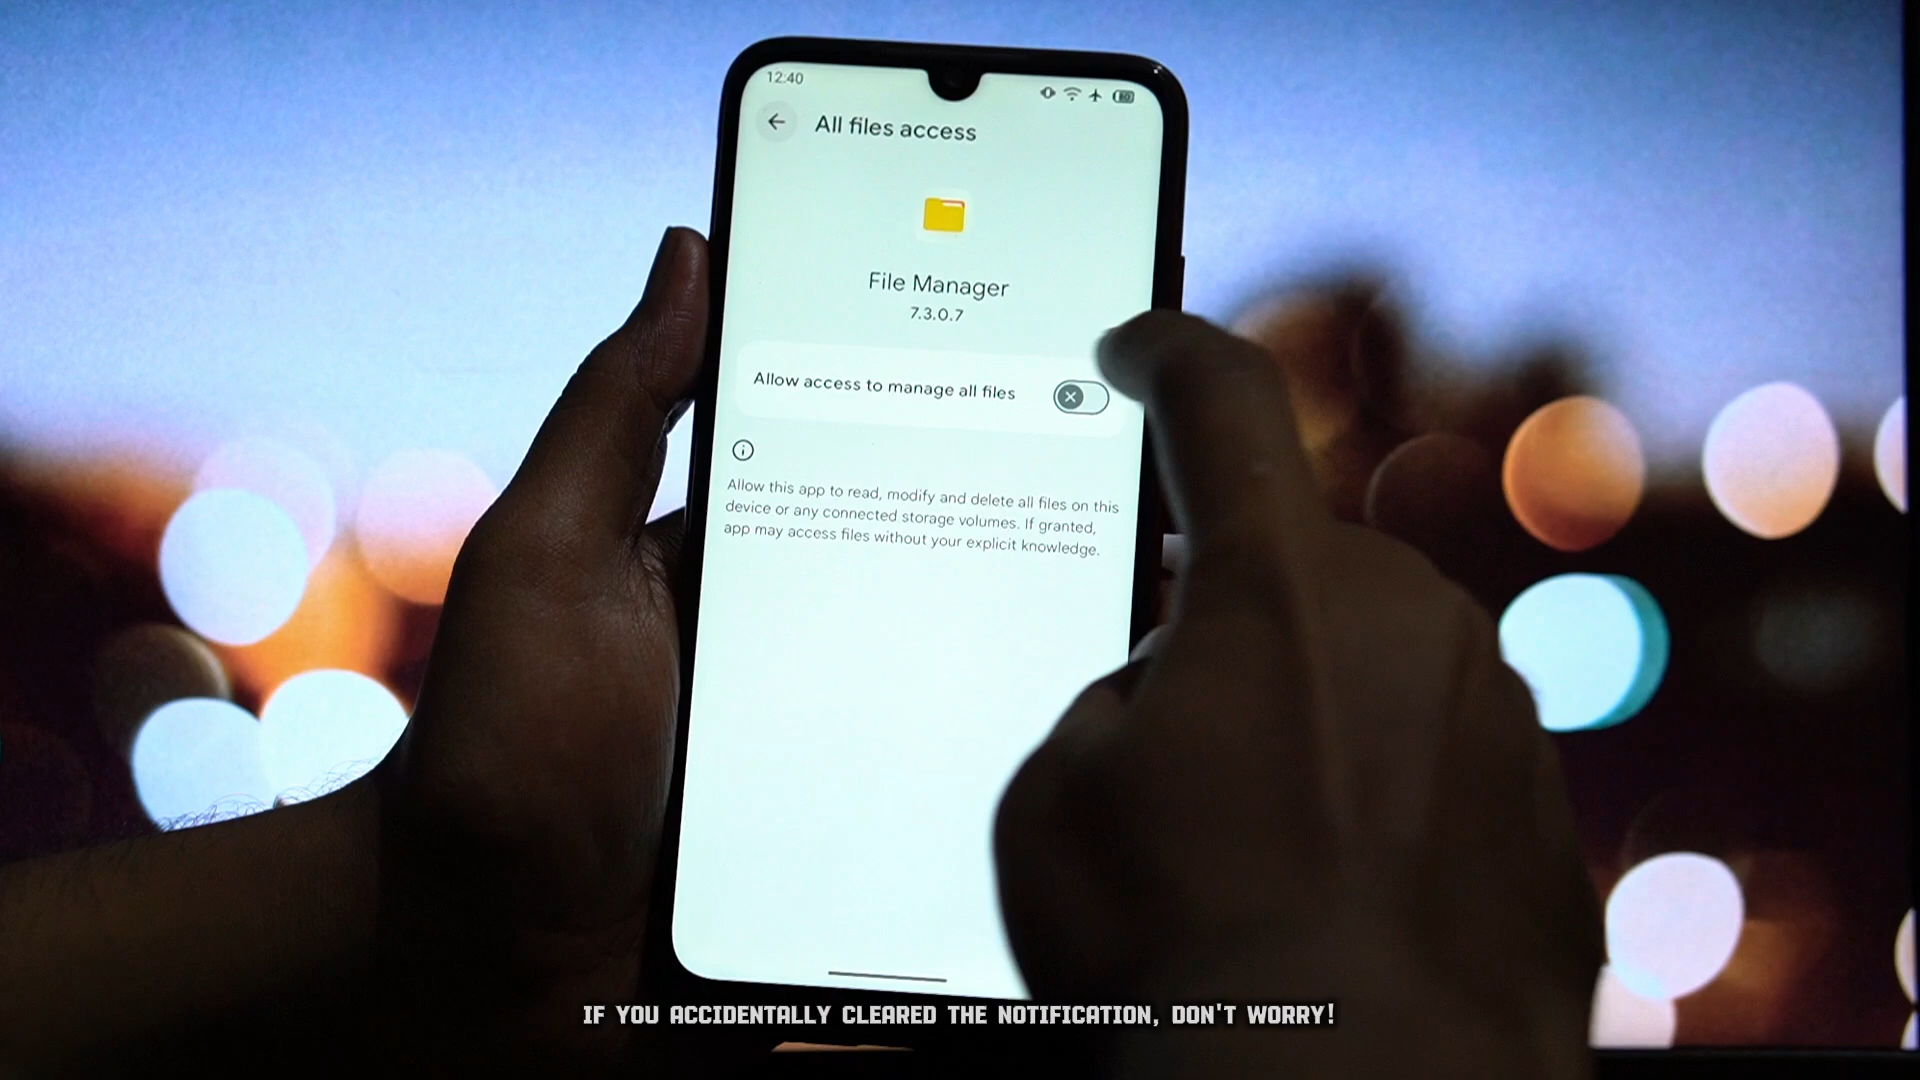 12:40
80
All files access
File Manager
7.3.0.7
Allow access to manage all files
Allow this app to read, modify and delete all files on this
device or any connected storage volumes. If granted,
app may access files without your explicit knowledge.
IF YOU ACCIDENTALLY CLEARED THE NOTIFICATION, DON'T WORRY!